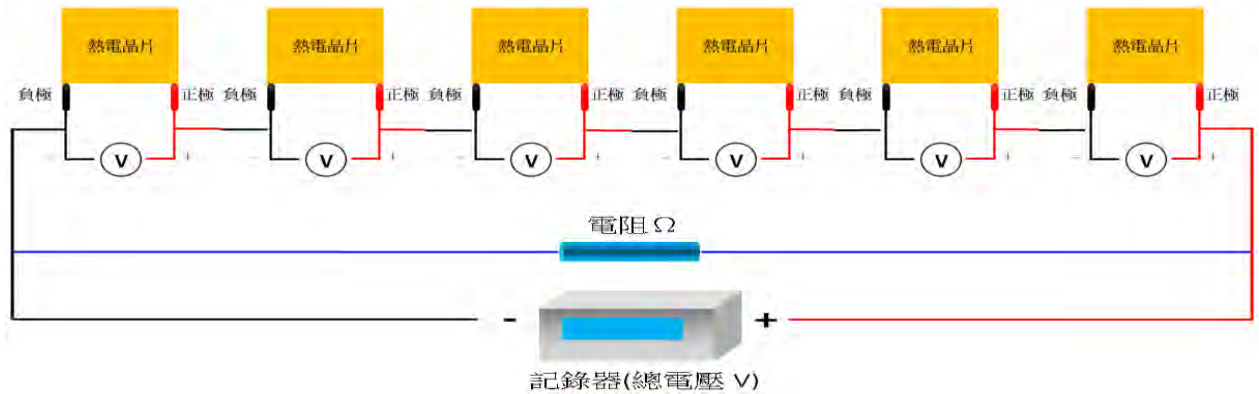 熱電晶片 熱電晶片 熱電晶片 熱電晶片 熱電晶片 熱電晶片
負極 正極 負極 正極 負極 正極 負極 正極 負極 正極 負極 正極
- V + - V + - V + - V + - V + - V +
電阻Ω
- +
記錄器(總電壓 V)